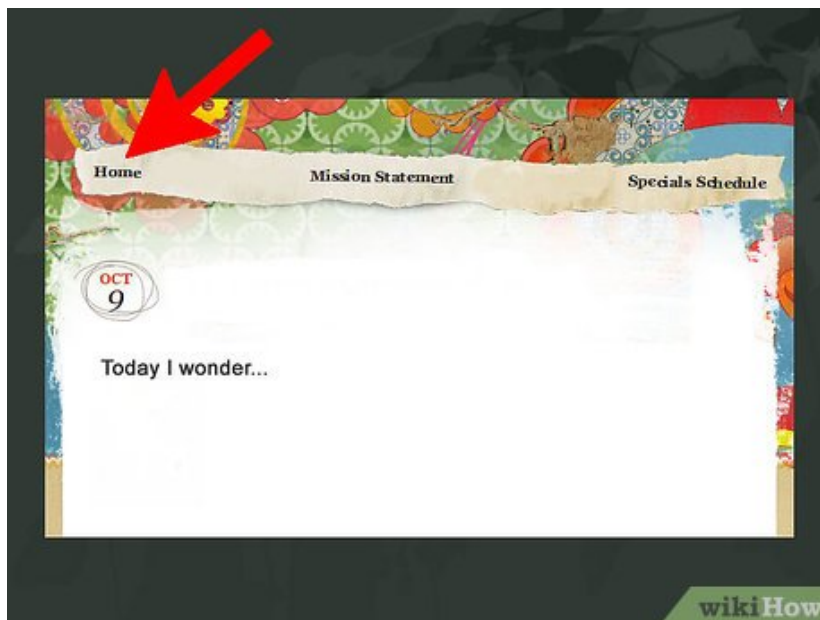 Home Mission Statement Specials Schedule
OCT
9
Today I wonder...
wikiHow